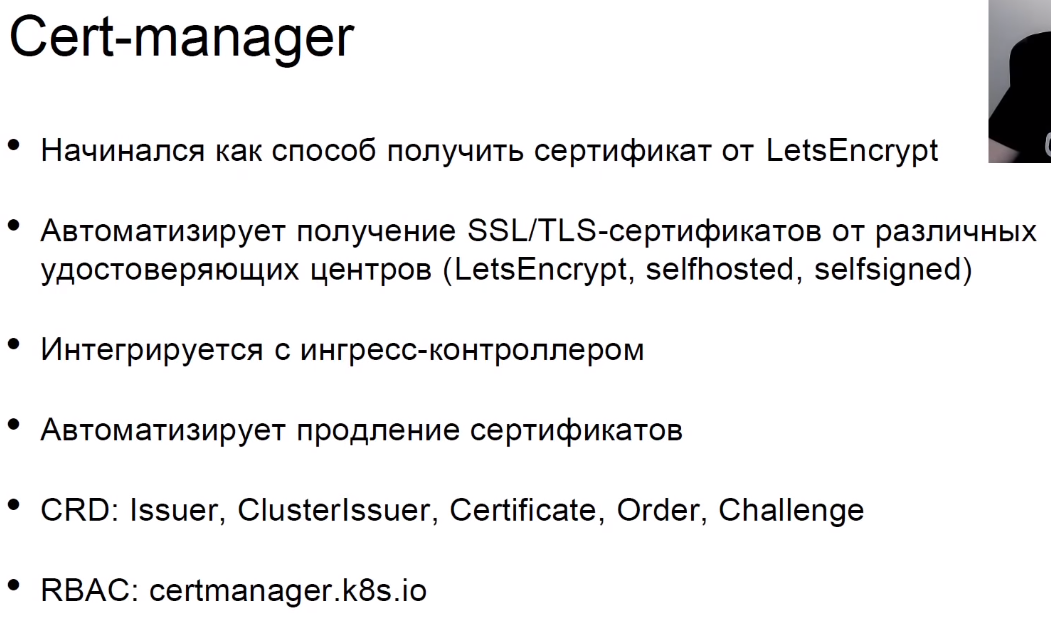 Cert-manager
• Начинался как способ получить сертификат от LetsEncrypt
• Автоматизирует получение SSL/TLS-сертификатов от различных
удостоверяющих центров (LetsEncrypt, selfhosted, selfsigned)
• Интегрируется с ингресс-контроллером
• Автоматизирует продление сертификатов
• CRD: Issuer, ClusterIssuer, Certificate, Order, Challenge
• RBAC: certmanager.k8s.io